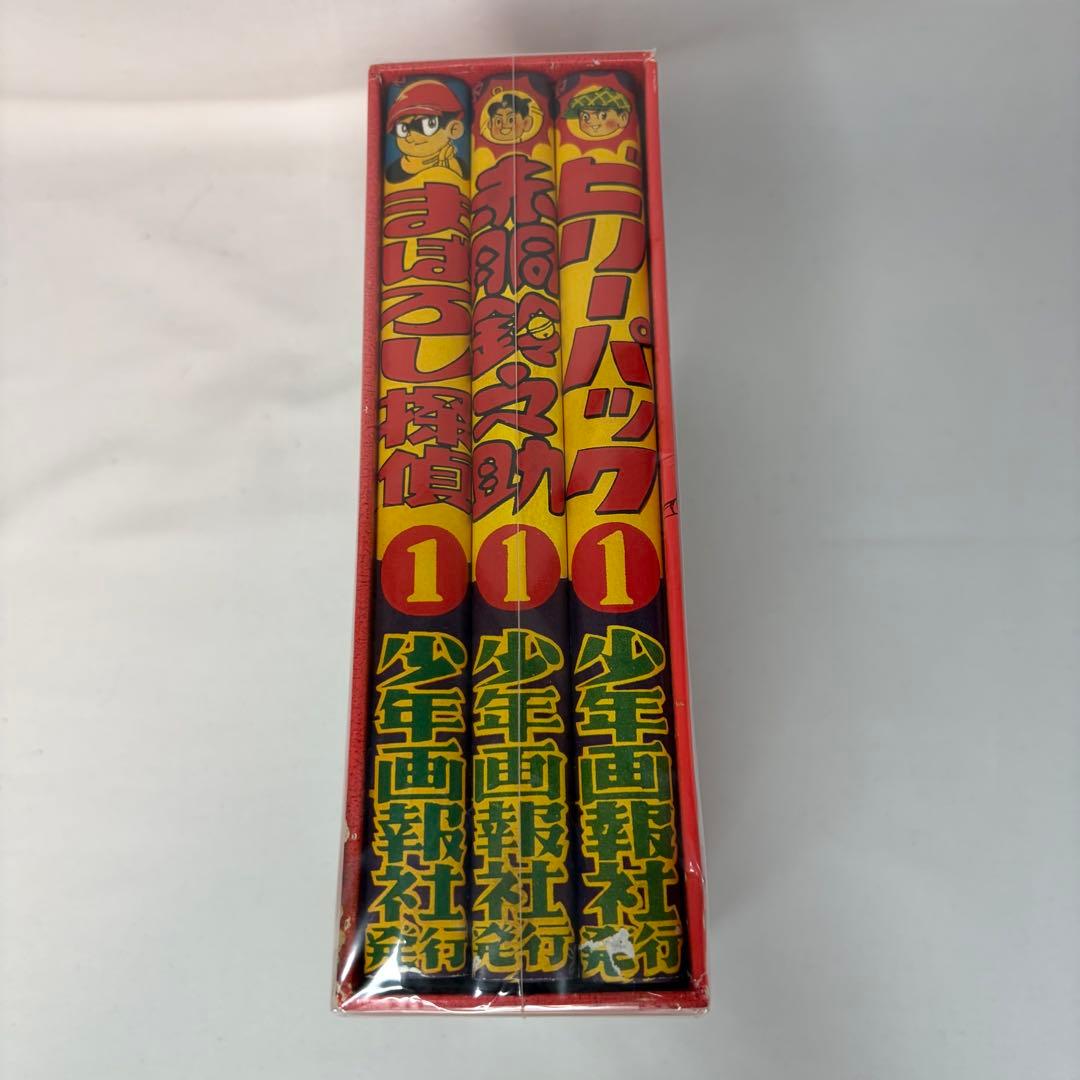 ビリーパック
1
少年画報社
発行
赤胴鈴之助
1
少年画報社
発行
まぼろし探偵
1
少年画報社
発行